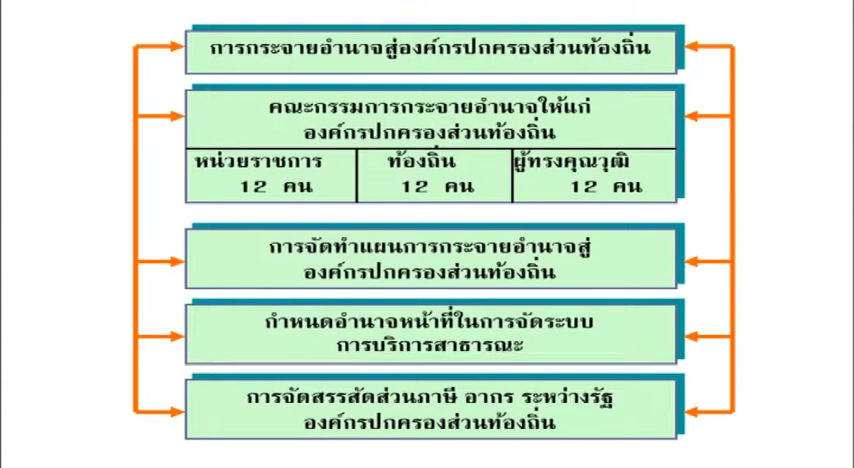 การกระจายอำนาจสู่องค์กรปกครองส่วนท้องถิ่น
คณะกรรมการกระจายอำนาจให้แก่
องค์กรปกครองส่วนท้องถิ่น
หน่วยราชการ ท้องถิ่น ผู้ทรงคุณวุฒิ
12 คน 12 คน 12 คน
การจัดทำแผนการกระจายอำนาจสู่
องค์กรปกครองส่วนท้องถิ่น
กำหนดอำนาจหน้าที่ในการจัดระบบ
การบริการสาธารณะ
การจัดสรรสัดส่วนภาษี อากร ระหว่างรัฐ
องค์กรปกครองส่วนท้องถิ่น